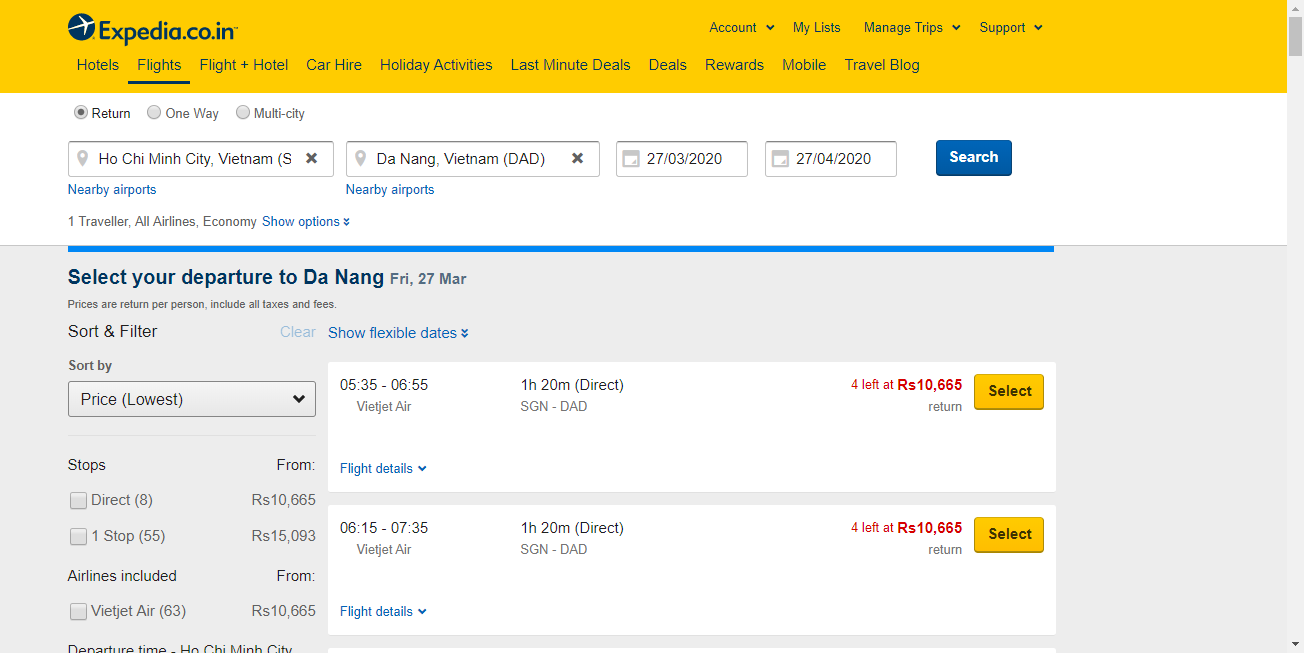 Expedia.co.in
Account My Lists Manage Trips Support
Hotels Flights Flight + Hotel Car Hire Holiday Activities Last Minute Deals Deals Rewards Mobile Travel Blog
Return One Way Multi-city
Ho Chi Minh City, Vietnam (S Da Nang, Vietnam (DAD) 27/03/2020 27/04/2020 Search
Nearby airports Nearby airports
1 Traveller, All Airlines, Economy Show options
Select your departure to Da Nang Fri, 27 Mar
Prices are return per person, include all taxes and fees.
Sort & Filter Clear Show flexible dates
Sort by
Price (Lowest)
Stops From:
Direct (8) Rs10,665
1 Stop (55) Rs15,093
Airlines included From:
Vietjet Air (63) Rs10,665
Departure time - Ho Chi Minh City
05:35 - 06:55 1h 20m (Direct) 4 left at Rs10,665 Select
Vietjet Air SGN - DAD return
Flight details
06:15 - 07:35 1h 20m (Direct) 4 left at Rs10,665 Select
Vietjet Air SGN - DAD return
Flight details